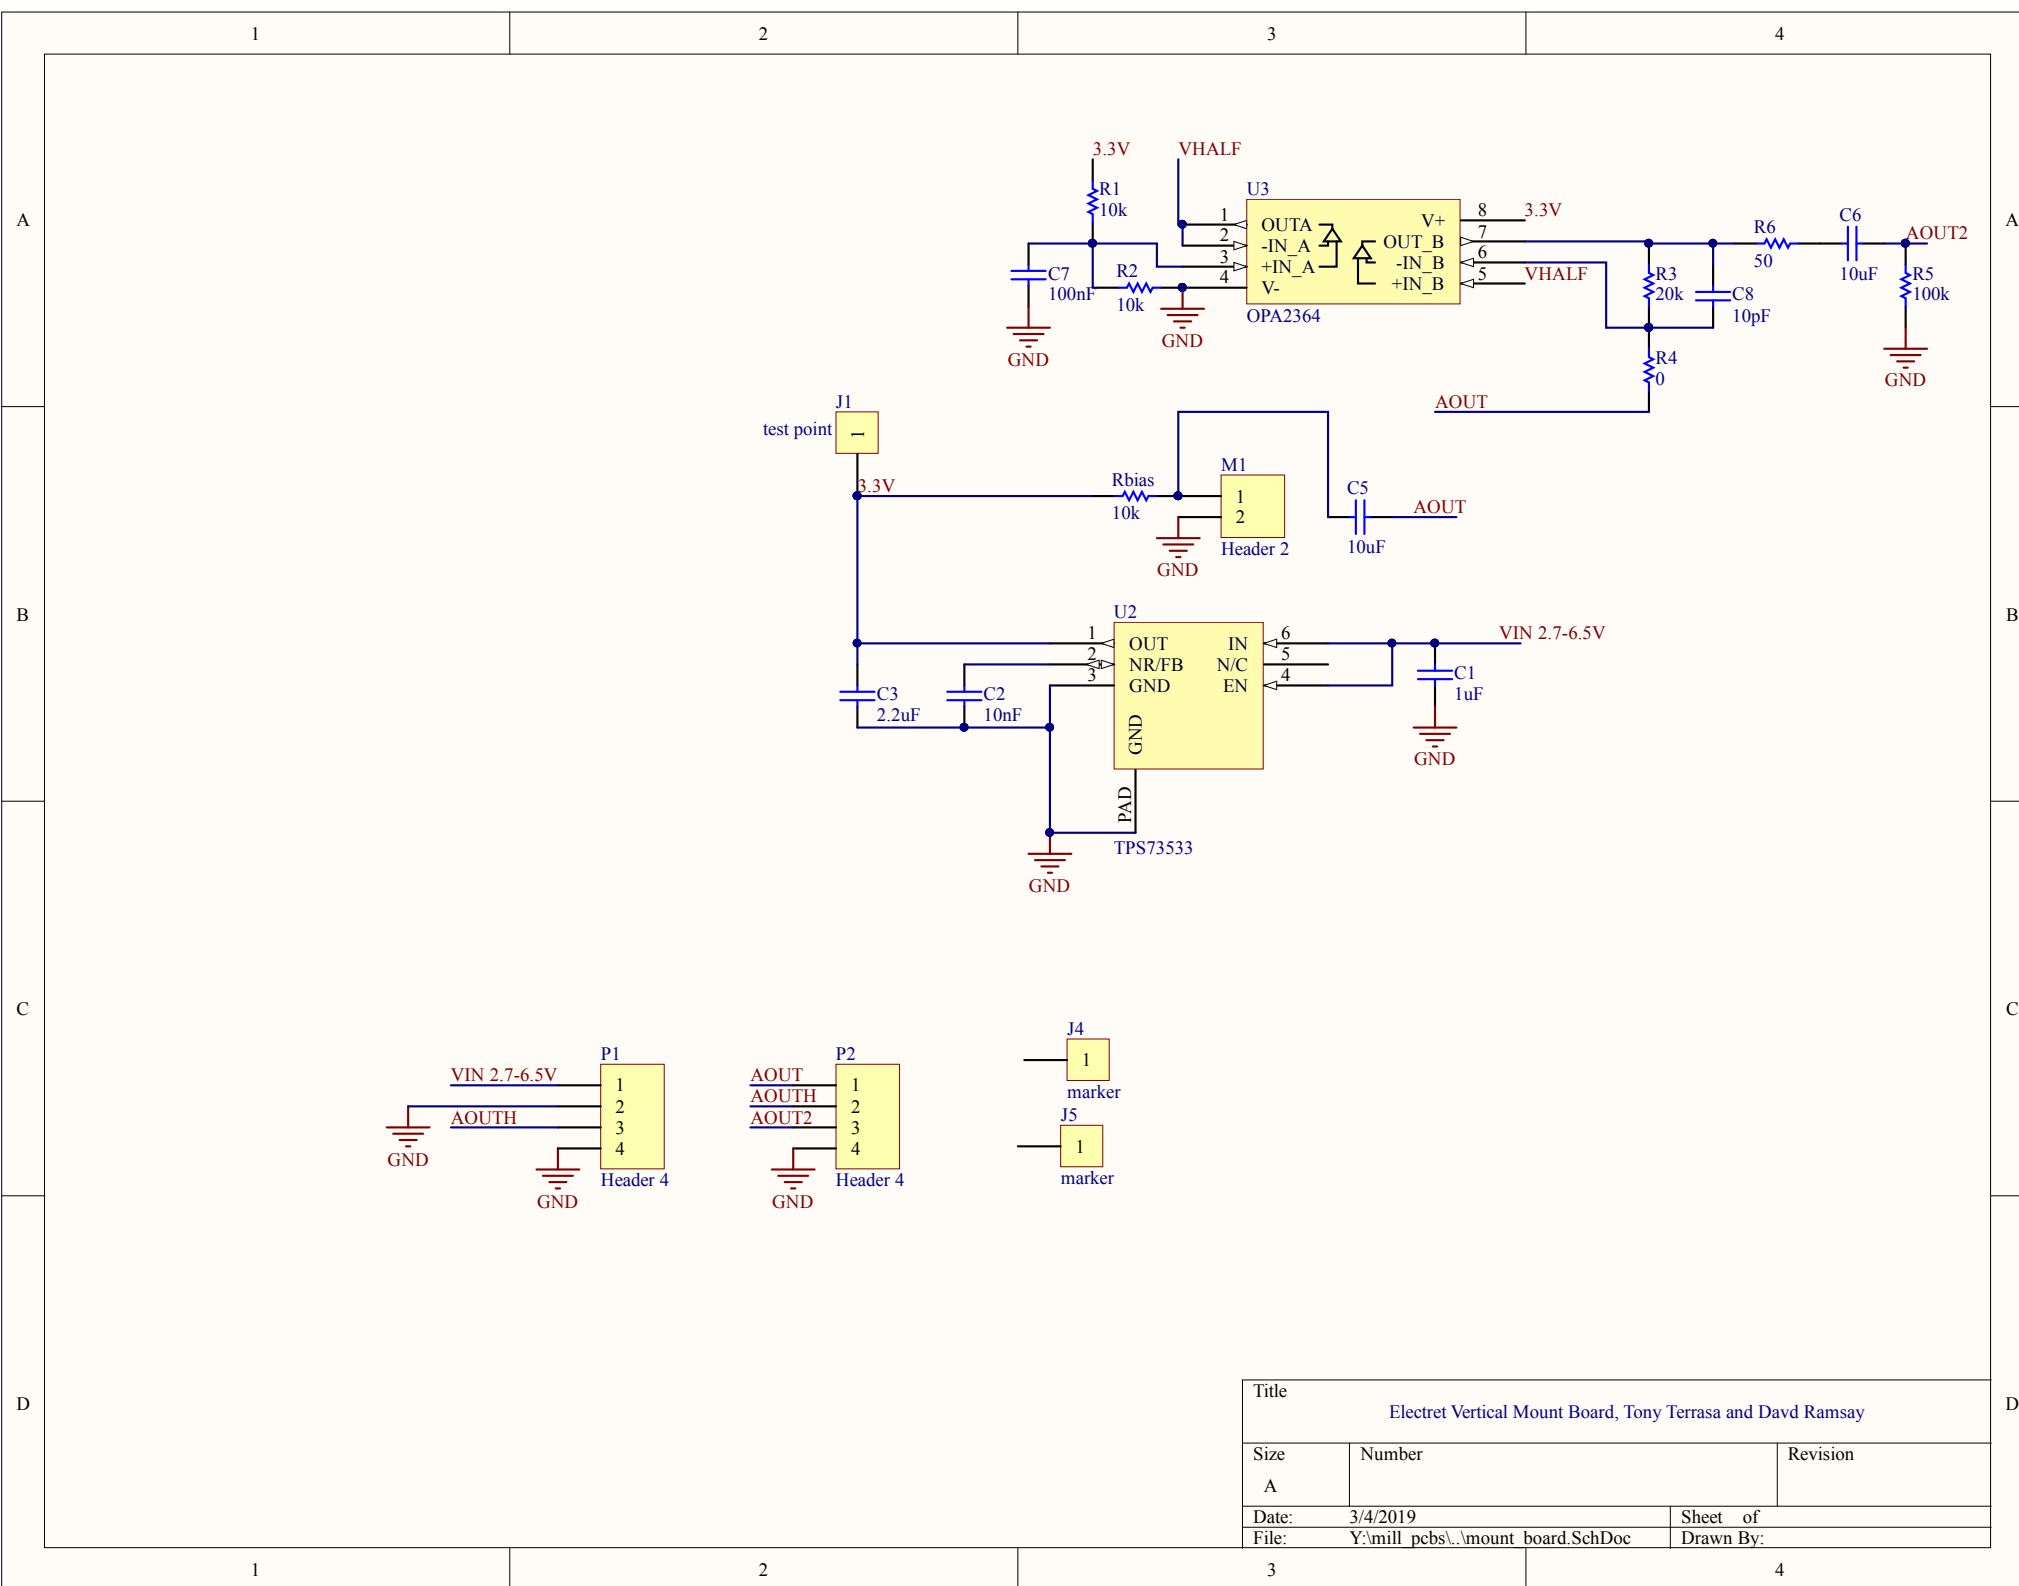 1 2 3 4
A A
3.3V
R1
10k
C7
100nF
GND
R2
10k
GND
VHALF
U3
1 OUTA
2 -IN_A
3 +IN_A
4 V-
V+ 8 3.3V
OUT_B 7
-IN_B 6
+IN_B 5 VHALF
OPA2364
R3
20k
C8
10pF
R4
0
AOUT
R6
50
C6
10uF
AOUT2
R5
100k
GND
J1
test point
1
3.3V
Rbias
10k
M1
1
2
Header 2
GND
C5
10uF
AOUT
B B
U2
1 OUT
2 NR/FB
3 GND
IN 6
N/C 5
EN 4
GND
PAD
TPS73533
VIN 2.7-6.5V
C1
1uF
GND
C3
2.2uF
C2
10nF
GND
C C
P1
VIN 2.7-6.5V 1
2
AOUTH 3
4
GND
GND
Header 4
P2
AOUT 1
AOUTH 2
AOUT2 3
4
GND
Header 4
J4
1
marker
J5
1
marker
D D
Title
Electret Vertical Mount Board, Tony Terrasa and Davd Ramsay
Size Number Revision
A
Date: 3/4/2019 Sheet of
File: Y:\mill_pcbs\..\mount_board.SchDoc Drawn By:
1 2 3 4